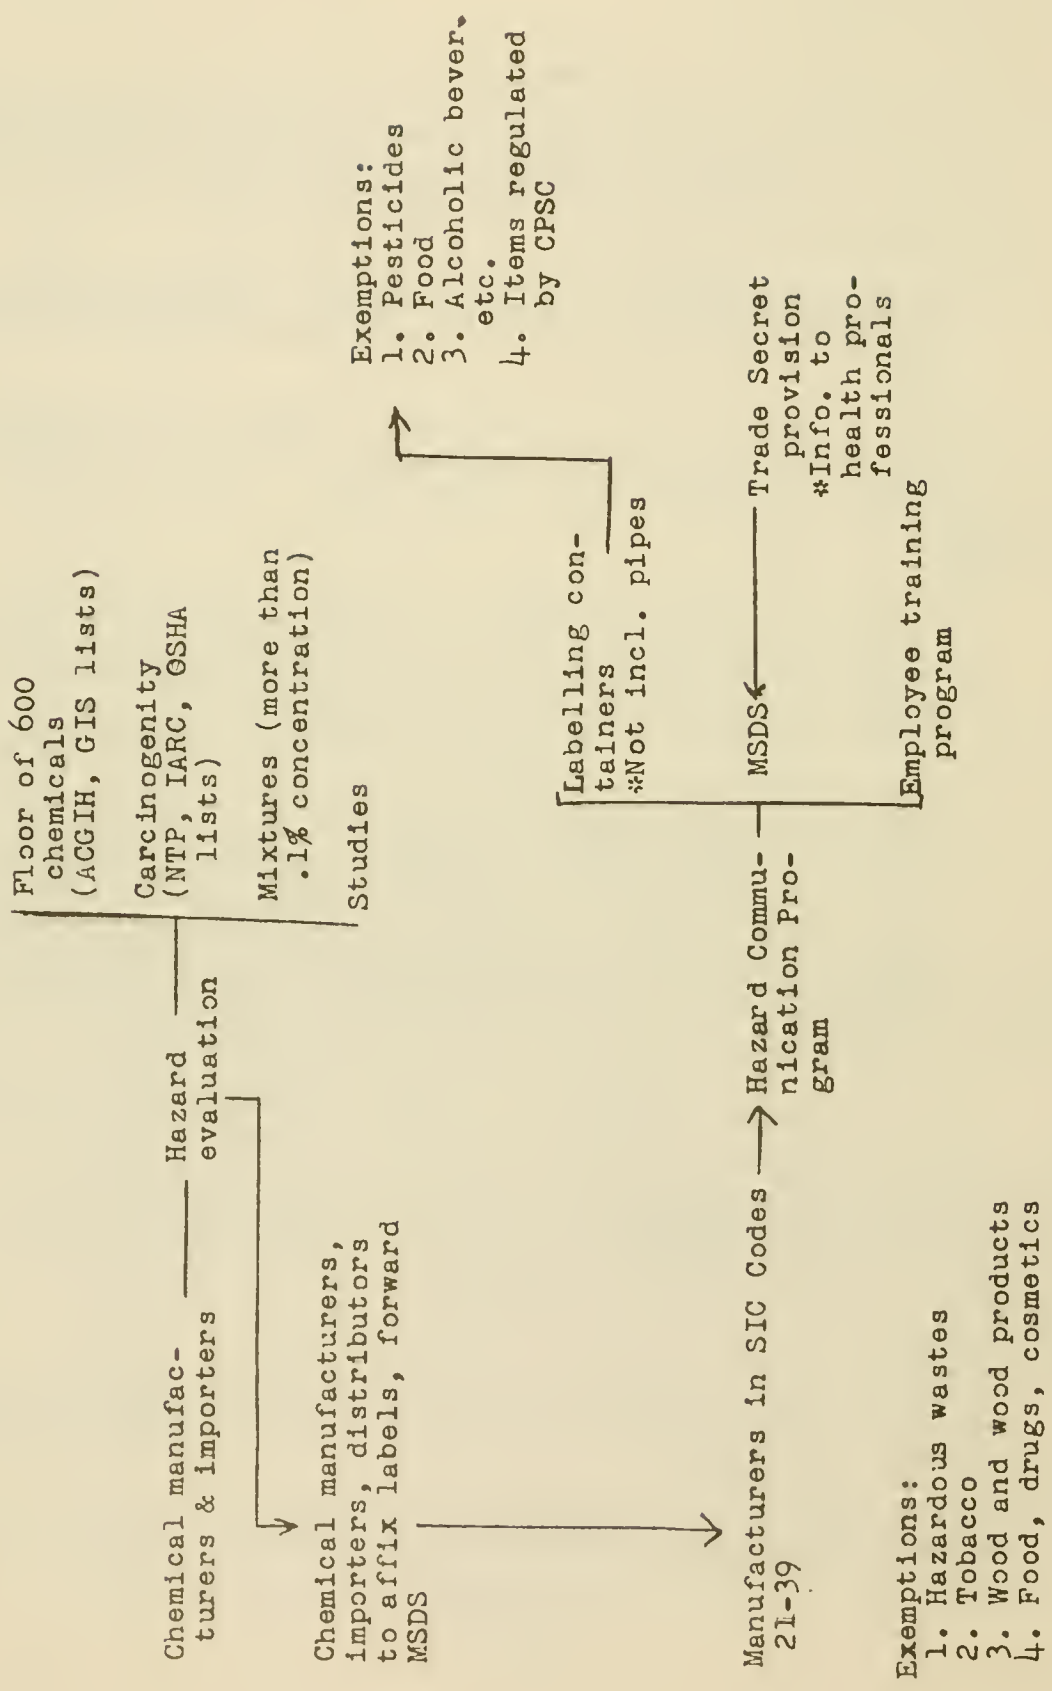 Floor of 600
chemicals
(ACGIH, GIS lists)
Carcinogenity
(NTP, IARC, OSHA
lists)
Mixtures (more than
.1% concentration)
Studies
Chemical manufac-
turers & importers
Hazard
evaluation
Chemical manufacturers,
importers, distributors
to affix labels, forward
MSDS
Exemptions:
1. Pesticides
2. Food
3. Alcoholic bever.
etc.
4. Items regulated
by CPSC
Labelling con-
tainers
*Not incl. pipes
Manufacturers in SIC Codes
21-39
Hazard Commu-
nication Pro-
gram
MSDS
Trade Secret
provision
*Info. to
health pro-
fessionals
Employee training
program
Exemptions:
1. Hazardous wastes
2. Tobacco
3. Wood and wood products
4. Food, drugs, cosmetics